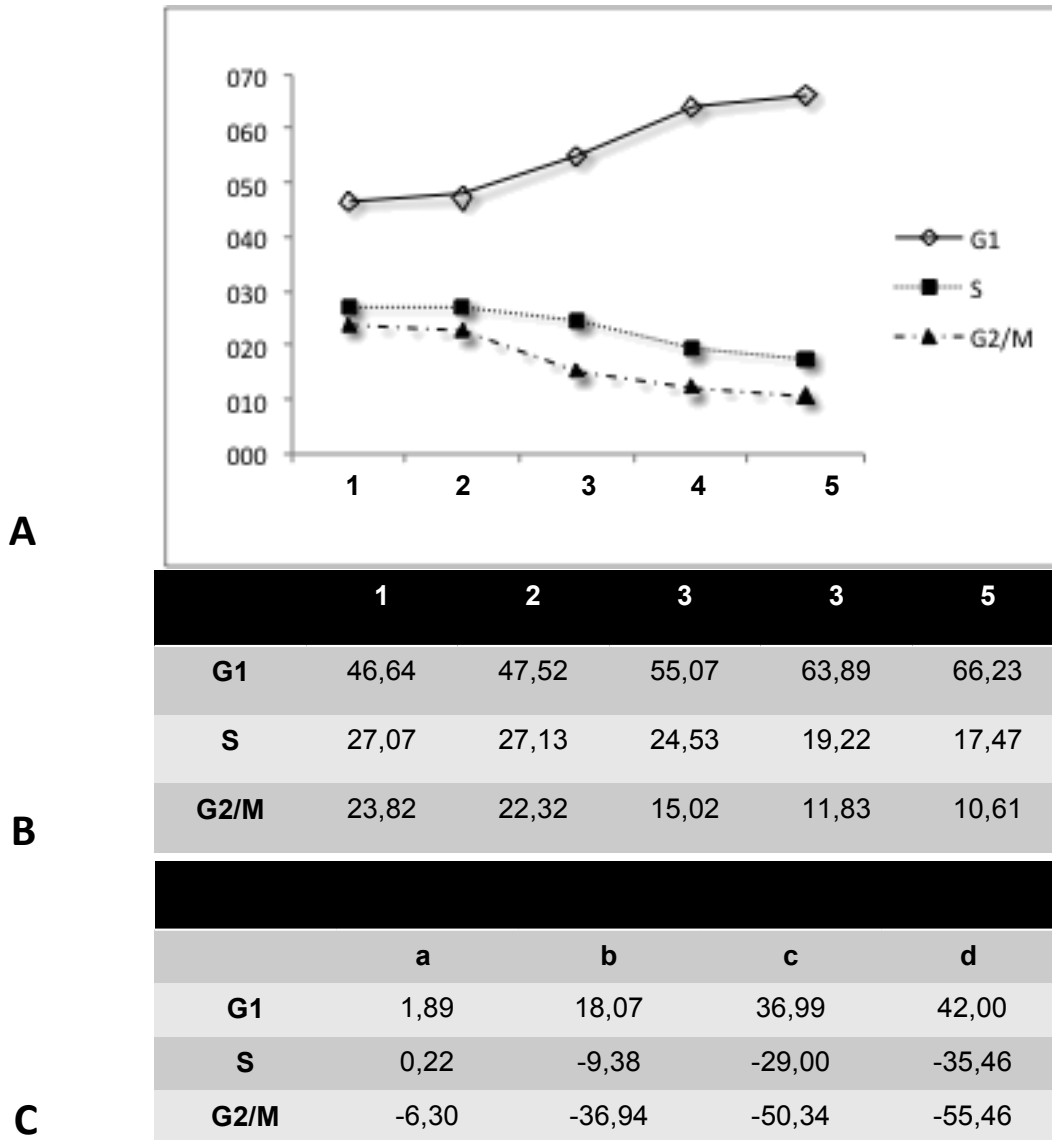 070
060
050
040
030
020
010
000
1 2 3 4 5
G1
S
G2/M
A
1 2 3 3 5
G1 46,64 47,52 55,07 63,89 66,23
S 27,07 27,13 24,53 19,22 17,47
G2/M 23,82 22,32 15,02 11,83 10,61
B
a b c d
G1 1,89 18,07 36,99 42,00
S 0,22 -9,38 -29,00 -35,46
G2/M -6,30 -36,94 -50,34 -55,46
C